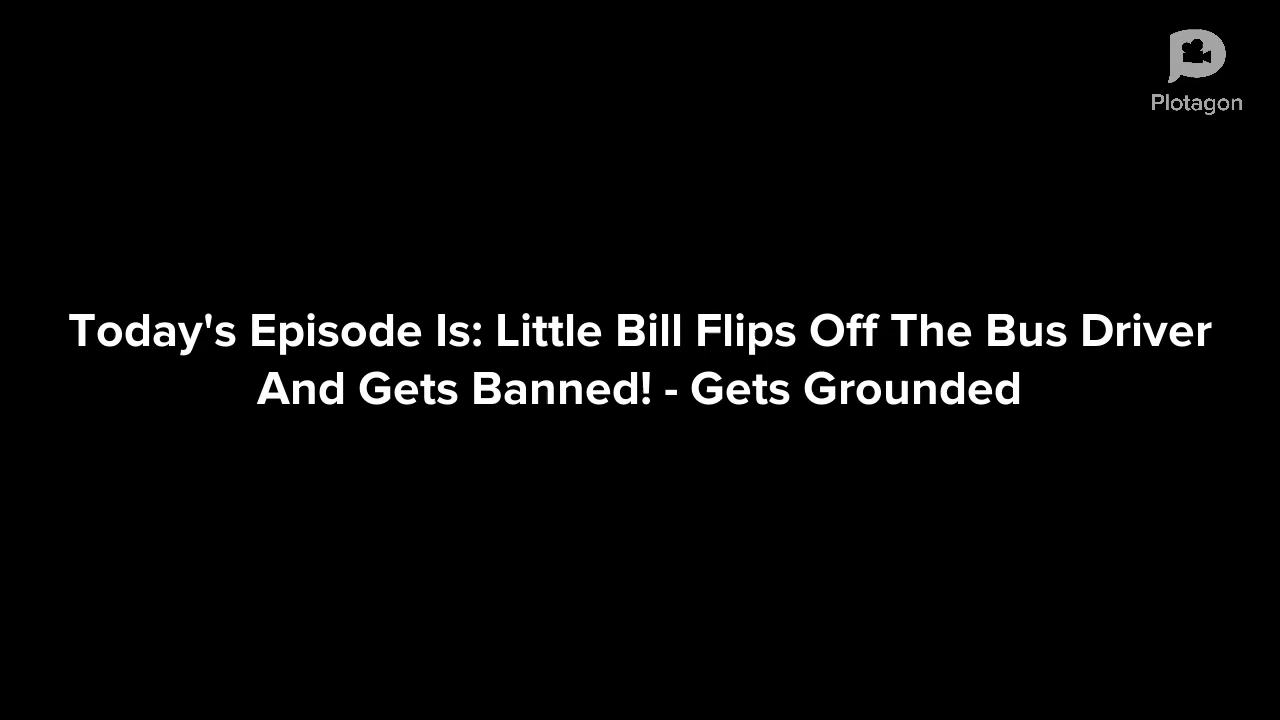 Plotagon
Today's Episode Is: Little Bill Flips Off The Bus Driver
And Gets Banned! - Gets Grounded